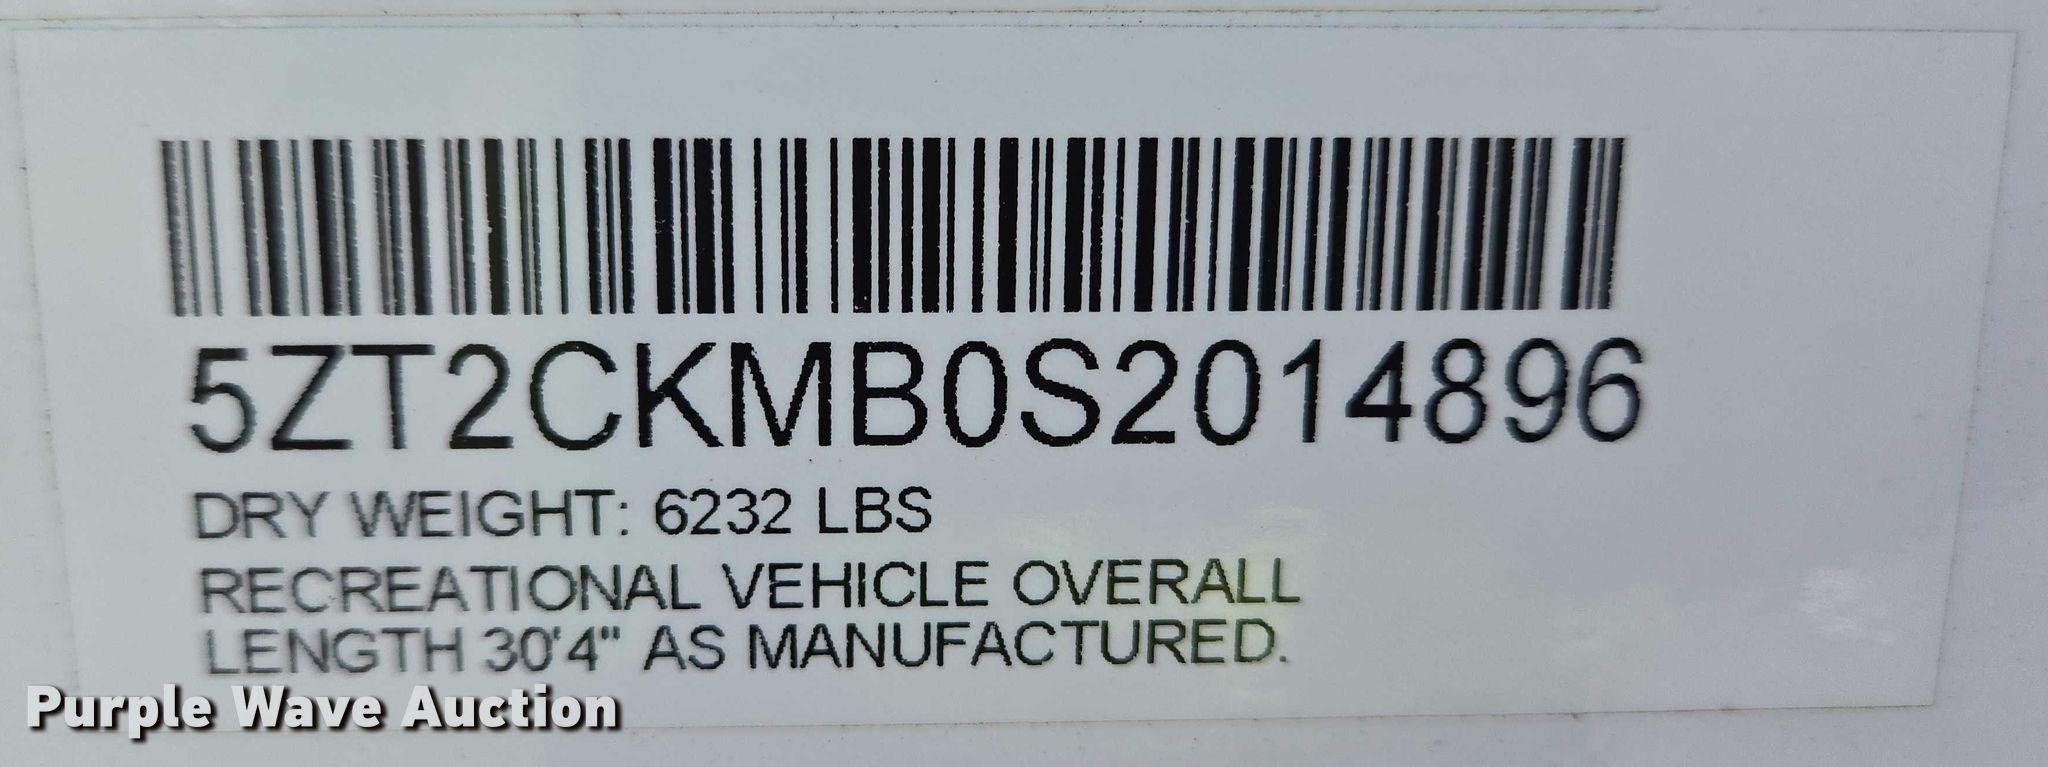 5ZT2CKMB0S2014896
DRY WEIGHT: 6232 LBS
RECREATIONAL VEHICLE OVERALL
LENGTH 30'4" AS MANUFACTURED.
Purple Wave Auction